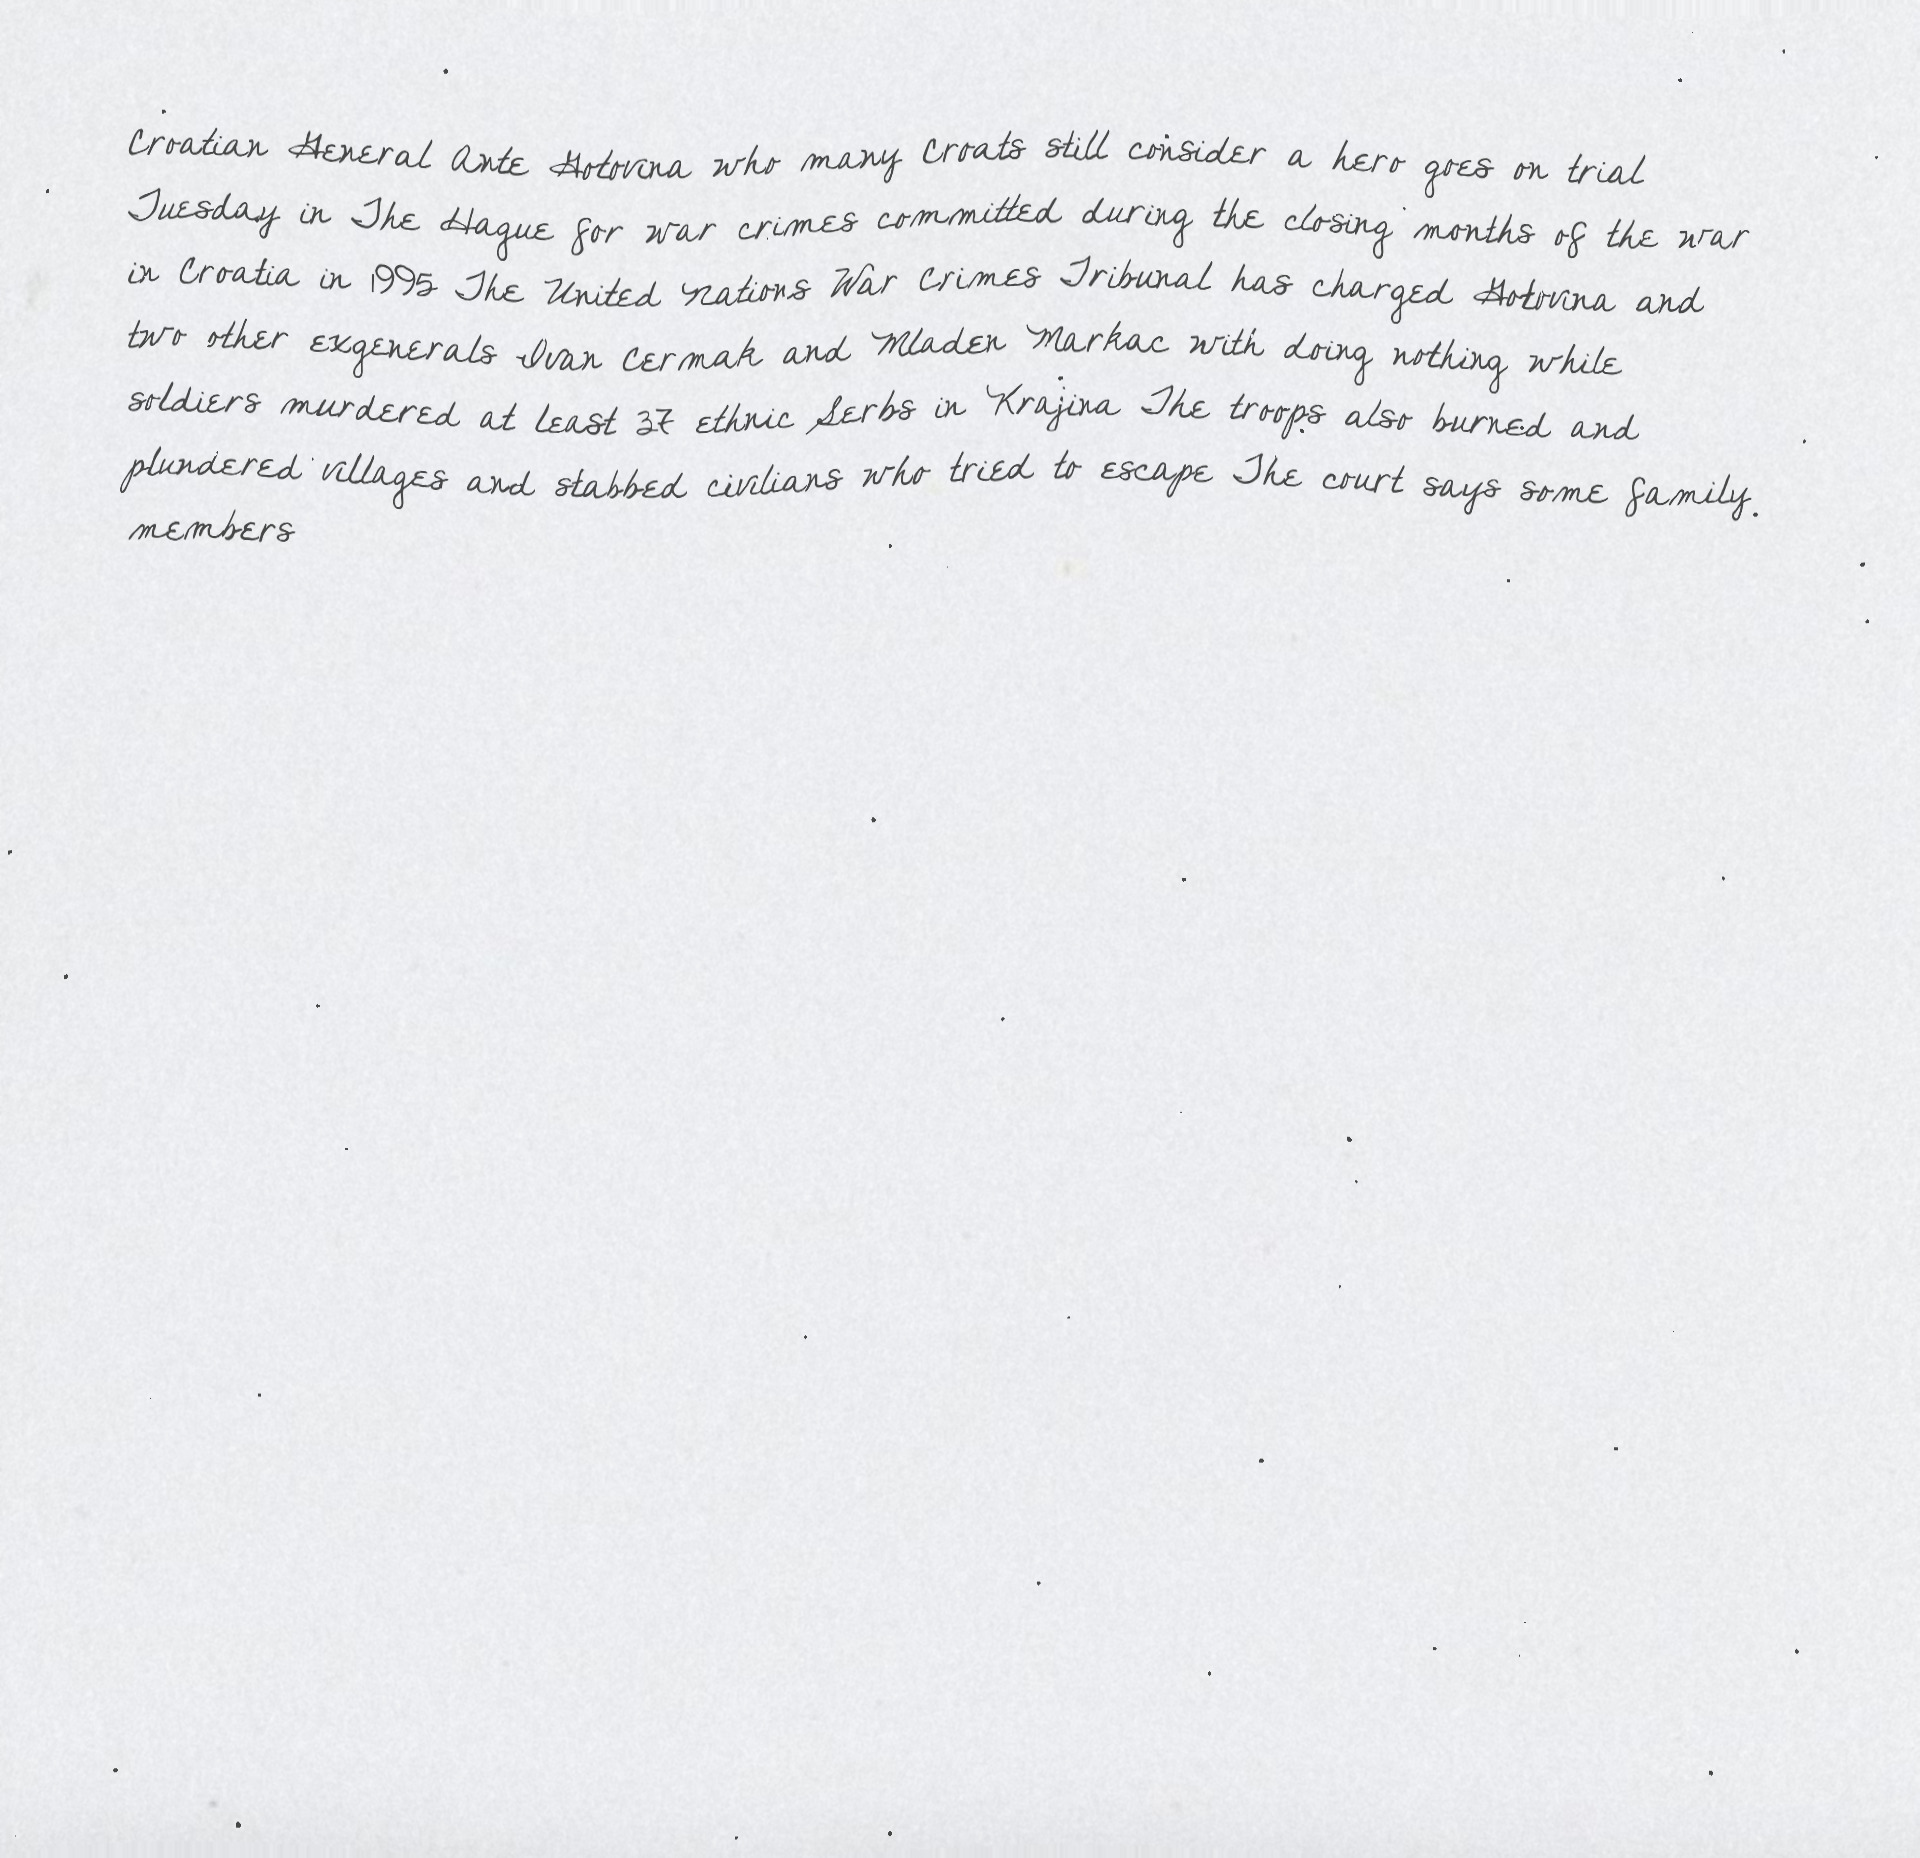 Croatian General Ante Gotovina who many Croats still consider a hero goes on trial
Tuesday in The Hague for war crimes committed during the closing months of the war
in Croatia in 1995 The United Nations War Crimes Tribunal has charged Gotovina and
two other exgenerals Ivan Cermak and Mladen Markac with doing nothing while
soldiers murdered at least 37 ethnic Serbs in Krajina The troops also burned and
plundered villages and stabbed civilians who tried to escape The court says some family
members